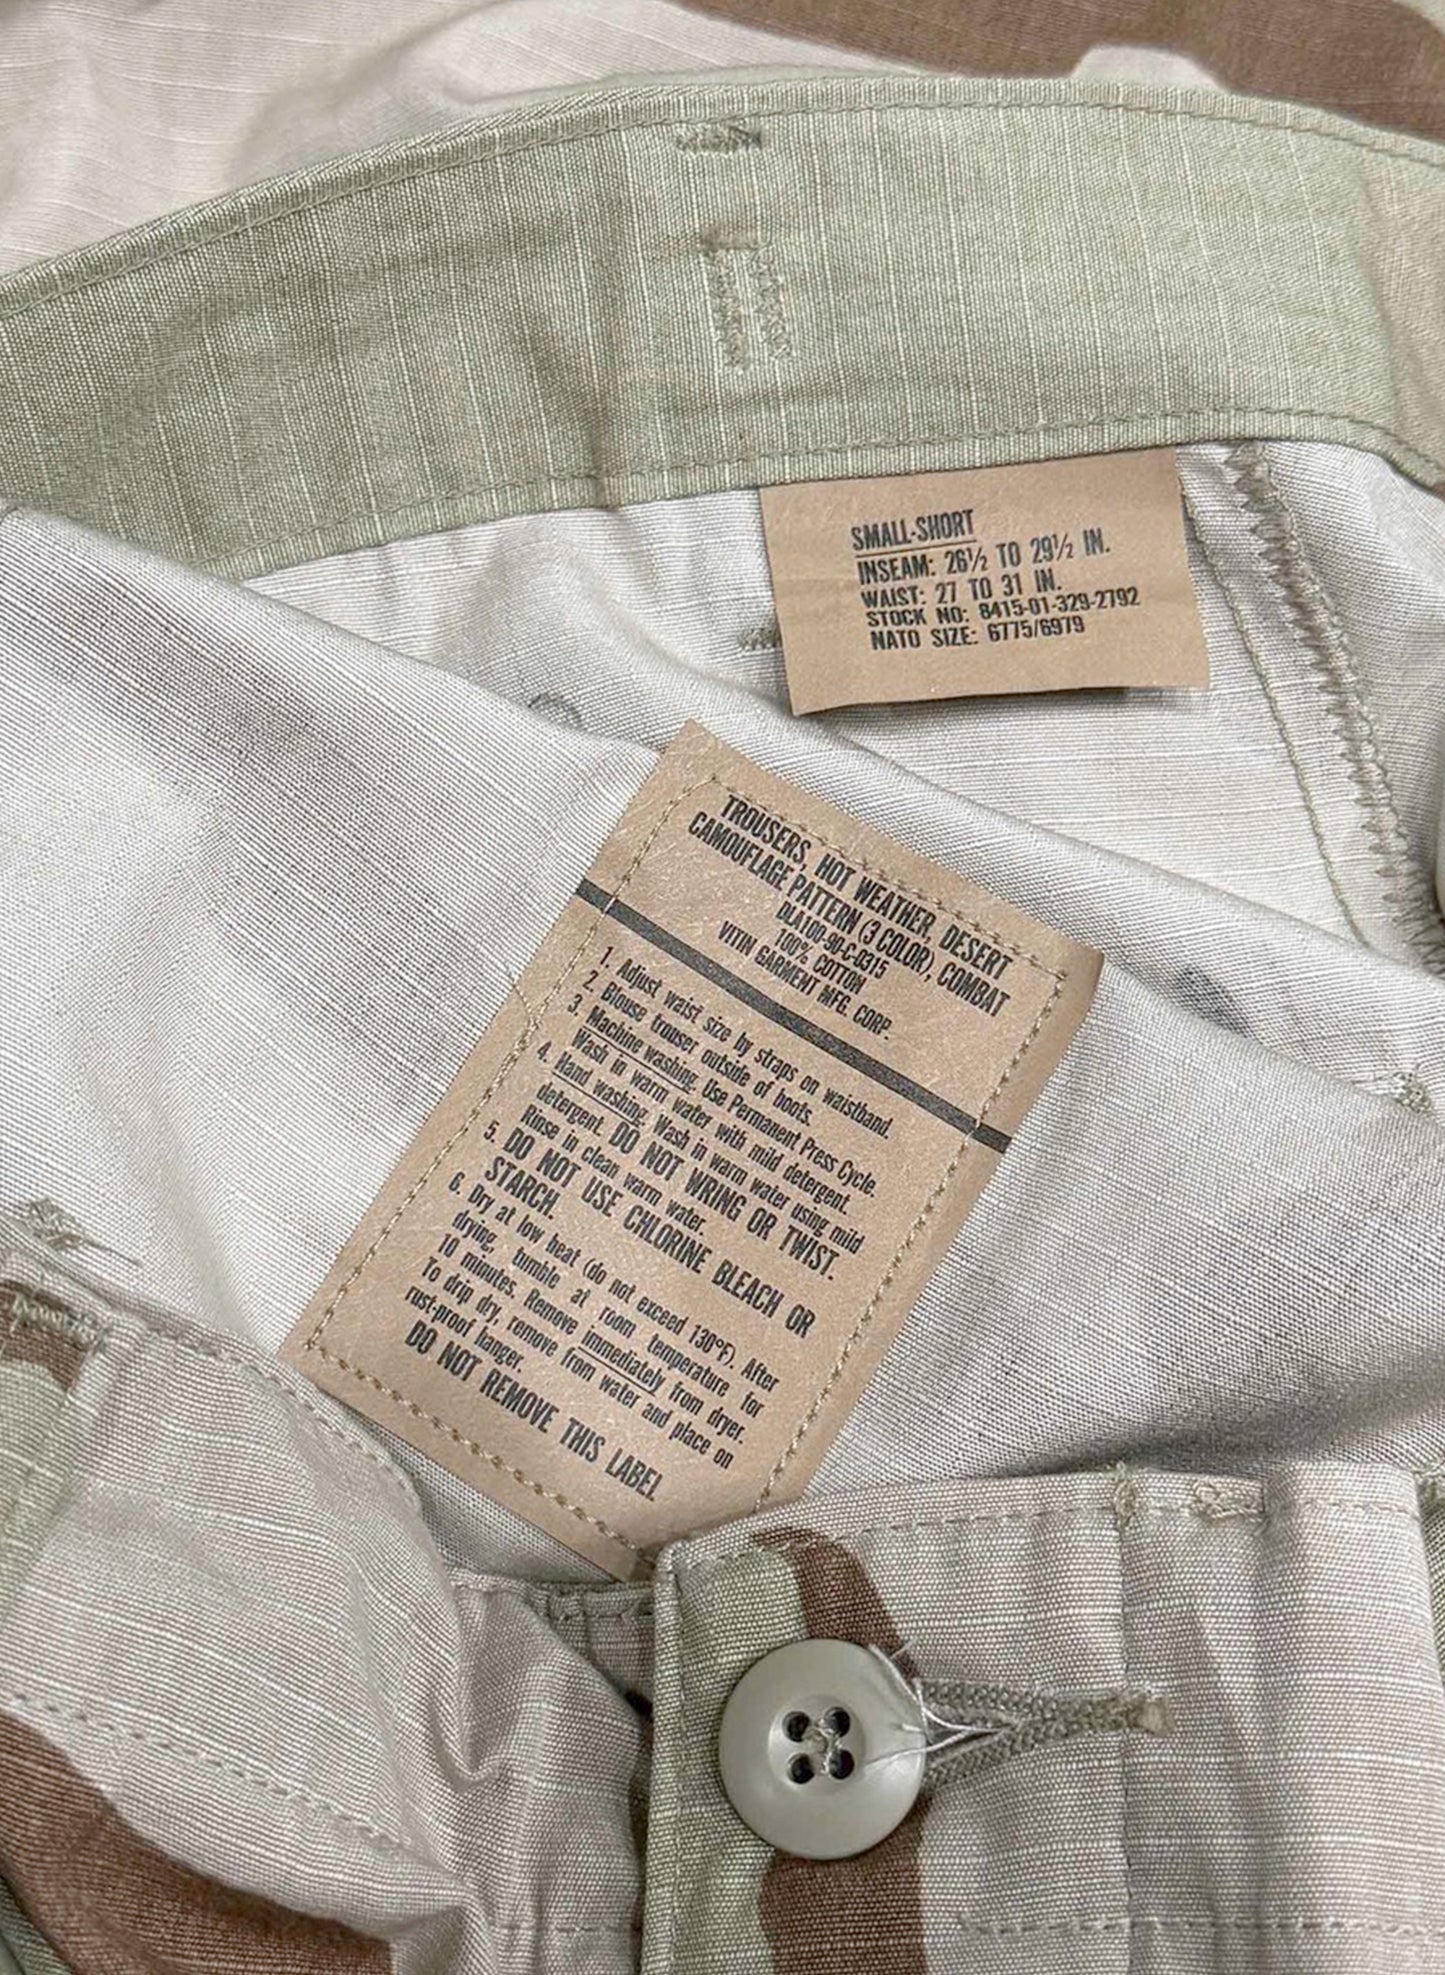 SMALL-SHORT
INSEAM: 26½ TO 29½ IN.
WAIST: 27 TO 31 IN.
STOCK NO: 8415-01-329-2792
NATO SIZE: 6775/6979
TROUSERS, HOT WEATHER, DESERT
CAMOUFLAGE PATTERN (3 COLOR), COMBAT
DLA100-90-C-0315
100% COTTON
VITIN GARMENT MFG. CORP.
1. Adjust waist size by straps on waistband.
2. Blouse trouser outside of boots.
3. Machine washing: Use Permanent Press Cycle.
Wash in warm water with mild detergent.
4. Hand washing: Wash in warm water using mild
detergent. DO NOT WRING OR TWIST.
Rinse in clean warm water.
5. DO NOT USE CHLORINE BLEACH OR
STARCH.
6. Dry at low heat (do not exceed 130°F). After
drying, tumble at room temperature for
10 minutes. Remove immediately from dryer.
To drip dry, remove from water and place on
rust-proof hanger.
DO NOT REMOVE THIS LABEL